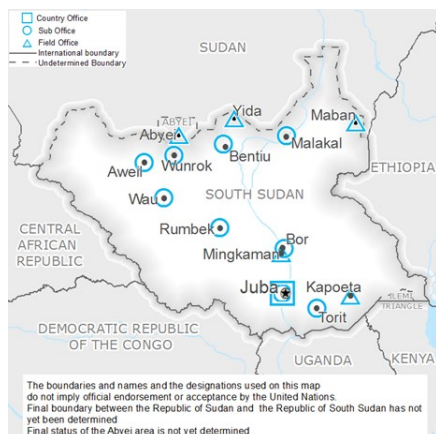 Country Office
Sub Office
Field Office
International boundary
Undetermined Boundary
SUDAN
ABYEI
Yida
Maban
Abyei
Malakal
Bentiu
Wunrok
Aweil
ETHIOPIA
SOUTH SUDAN
Wau
CENTRAL
AFRICAN
REPUBLIC
Rumbek
Bor
Mingkaman
Juba
Kapoeta
ILEMI
TRIANGLE
Torit
DEMOCRATIC REPUBLIC
OF THE CONGO
UGANDA
KENYA
The boundaries and names and the designations used on this map
do not imply official endorsement or acceptance by the United Nations.
Final boundary between the Republic of Sudan and the Republic of South Sudan has not
yet been determined
Final status of the Abyei area is not yet determined